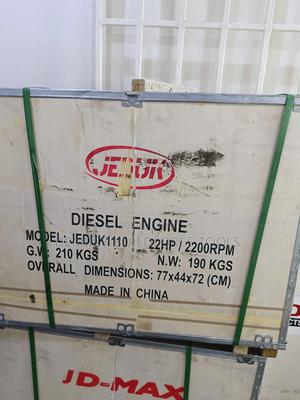 JEDUK
DIESEL ENGINE
MODEL: JEDUK1110 22HP / 2200RPM
G.W: 210 KGS N.W: 190 KGS
OVERALL DIMENSIONS: 77x44x72 (CM)
MADE IN CHINA
JD-MAX